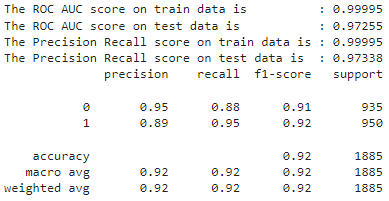 The ROC AUC score on train data is          : 0.99995
The ROC AUC score on test data is           : 0.97255
The Precision Recall score on train data is : 0.99995
The Precision Recall score on test data is  : 0.97338
              precision    recall  f1-score   support
           0       0.95      0.88      0.91       935
           1       0.89      0.95      0.92       950
    accuracy                           0.92      1885
   macro avg       0.92      0.92      0.92      1885
weighted avg       0.92      0.92      0.92      1885